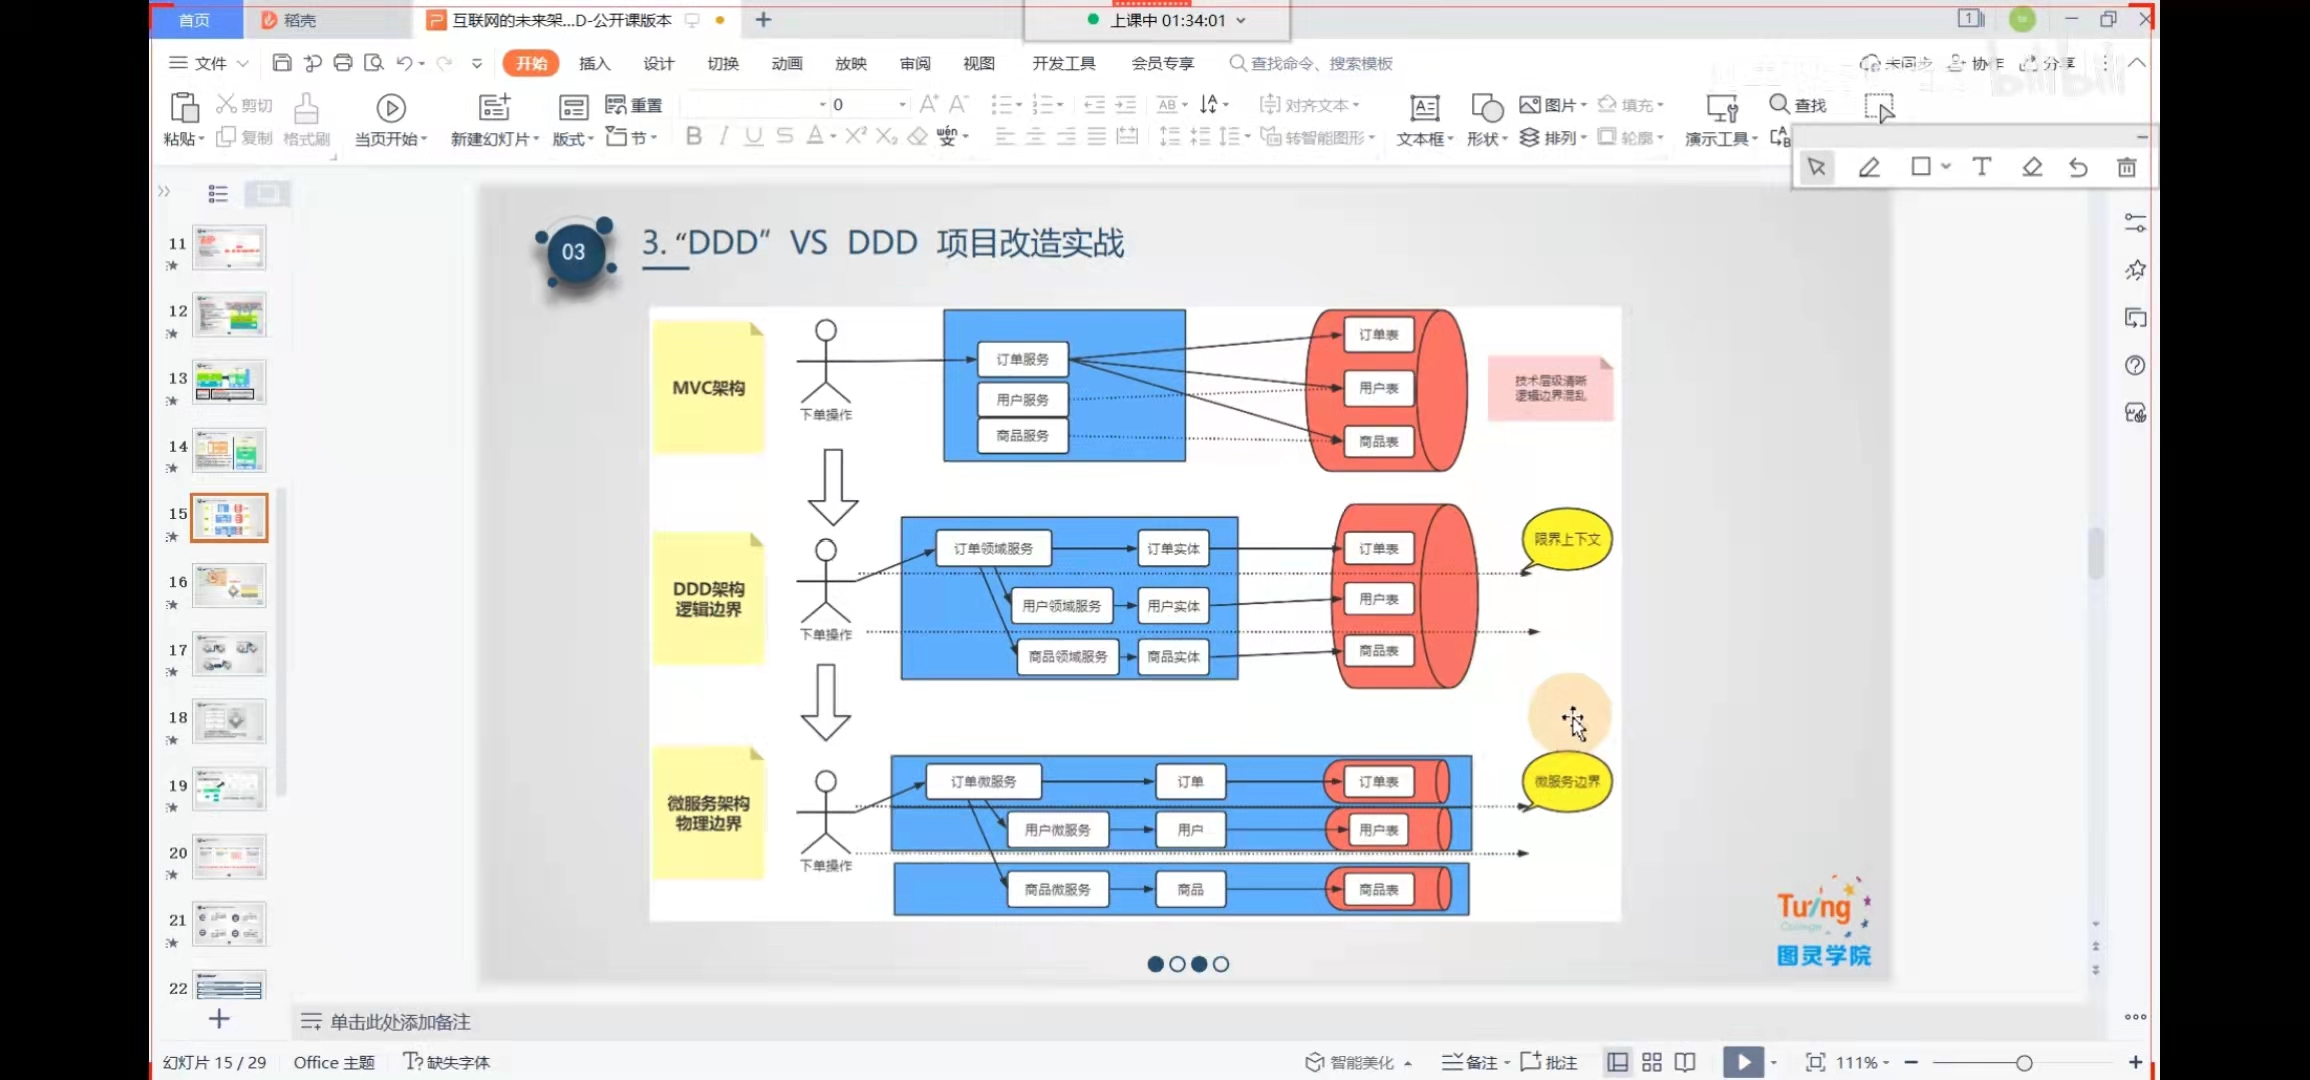 首页
稻壳
互联网的未来架...D-公开课版本
上课中 01:34:01
文件
开始
插入
设计
切换
动画
放映
审阅
视图
开发工具
会员专享
查找命令、搜索模板
未同步
协作
分享
粘贴
剪切
复制
格式刷
当页开始
新建幻灯片
版式
重置
节
0
对齐文本
转智能图形
文本框
形状
图片
排列
填充
轮廓
演示工具
查找
11
12
13
14
15
16
17
18
19
20
21
22
03
3. “DDD” VS DDD 项目改造实战
MVC架构
下单操作
订单服务
用户服务
商品服务
订单表
用户表
商品表
技术层级清晰
逻辑边界混乱
DDD架构
逻辑边界
下单操作
订单领域服务
订单实体
订单表
用户领域服务
用户实体
用户表
商品领域服务
商品实体
商品表
限界上下文
微服务架构
物理边界
下单操作
订单微服务
订单
订单表
用户微服务
用户
用户表
商品微服务
商品
商品表
微服务边界
Turing
College
图灵学院
单击此处添加备注
幻灯片 15 / 29
Office 主题
缺失字体
智能美化
备注
批注
111%